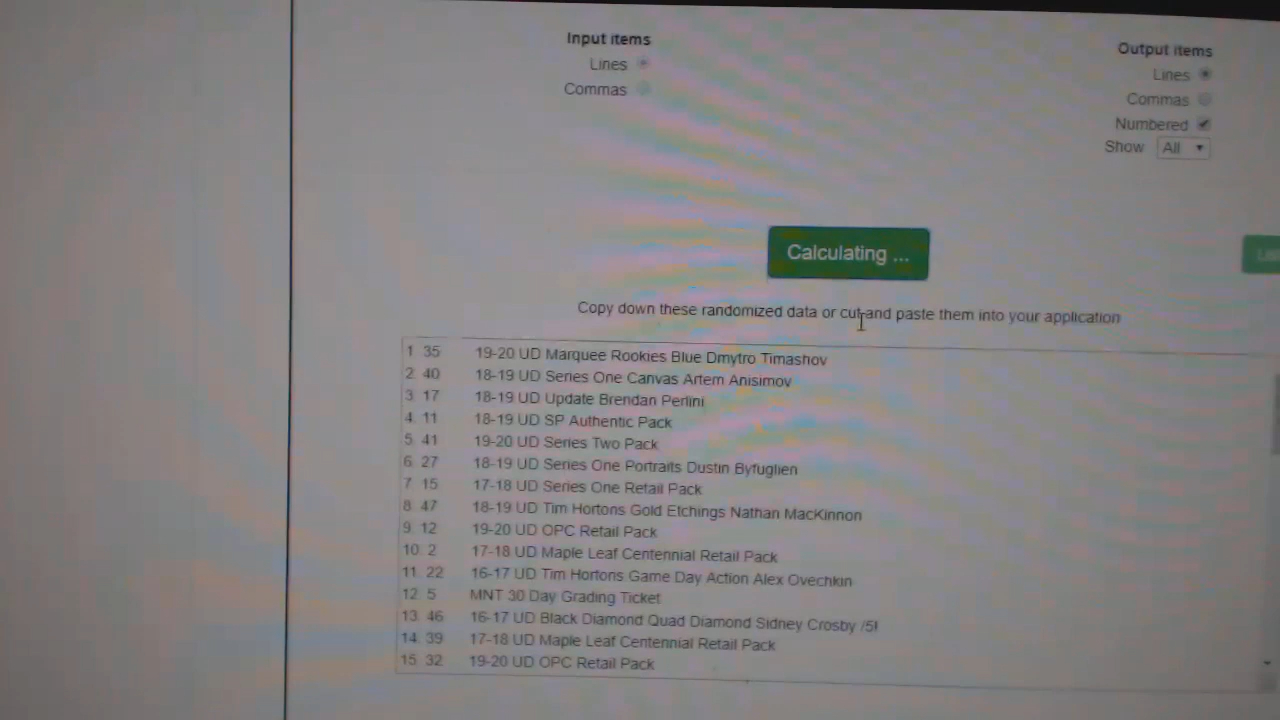 Input items
Lines
Commas
Output items
Lines
Commas
Numbered
Show All
Calculating ...
Copy down these randomized data or cut and paste them into your application
1. 35 19-20 UD Marquee Rookies Blue Dmytro Timashov
2. 40 18-19 UD Series One Canvas Artem Anisimov
3. 17 18-19 UD Update Brendan Perlini
4. 11 18-19 UD SP Authentic Pack
5. 41 19-20 UD Series Two Pack
6. 27 18-19 UD Series One Portraits Dustin Byfuglien
7. 15 17-18 UD Series One Retail Pack
8. 47 18-19 UD Tim Hortons Gold Etchings Nathan MacKinnon
9. 12 19-20 UD OPC Retail Pack
10. 2 17-18 UD Maple Leaf Centennial Retail Pack
11. 22 16-17 UD Tim Hortons Game Day Action Alex Ovechkin
12. 5 MNT 30 Day Grading Ticket
13. 46 16-17 UD Black Diamond Quad Diamond Sidney Crosby
14. 39 17-18 UD Maple Leaf Centennial Retail Pack
15. 32 19-20 UD OPC Retail Pack